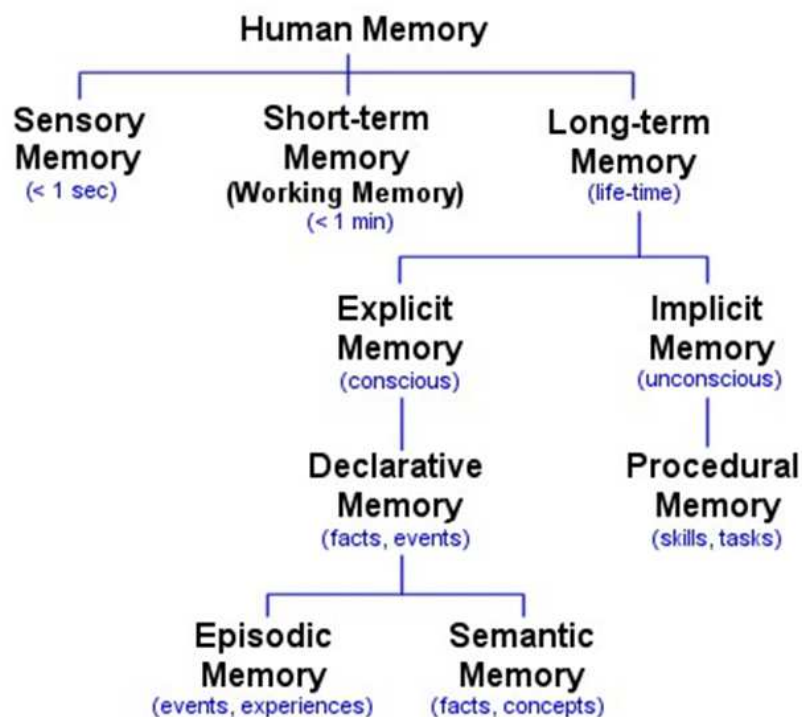 Human Memory
Sensory
Memory
(< 1 sec)
Short-term
Memory
(Working Memory)
(< 1 min)
Long-term
Memory
(life-time)
Explicit
Memory
(conscious)
Implicit
Memory
(unconscious)
Declarative
Memory
(facts, events)
Procedural
Memory
(skills, tasks)
Episodic
Memory
(events, experiences)
Semantic
Memory
(facts, concepts)